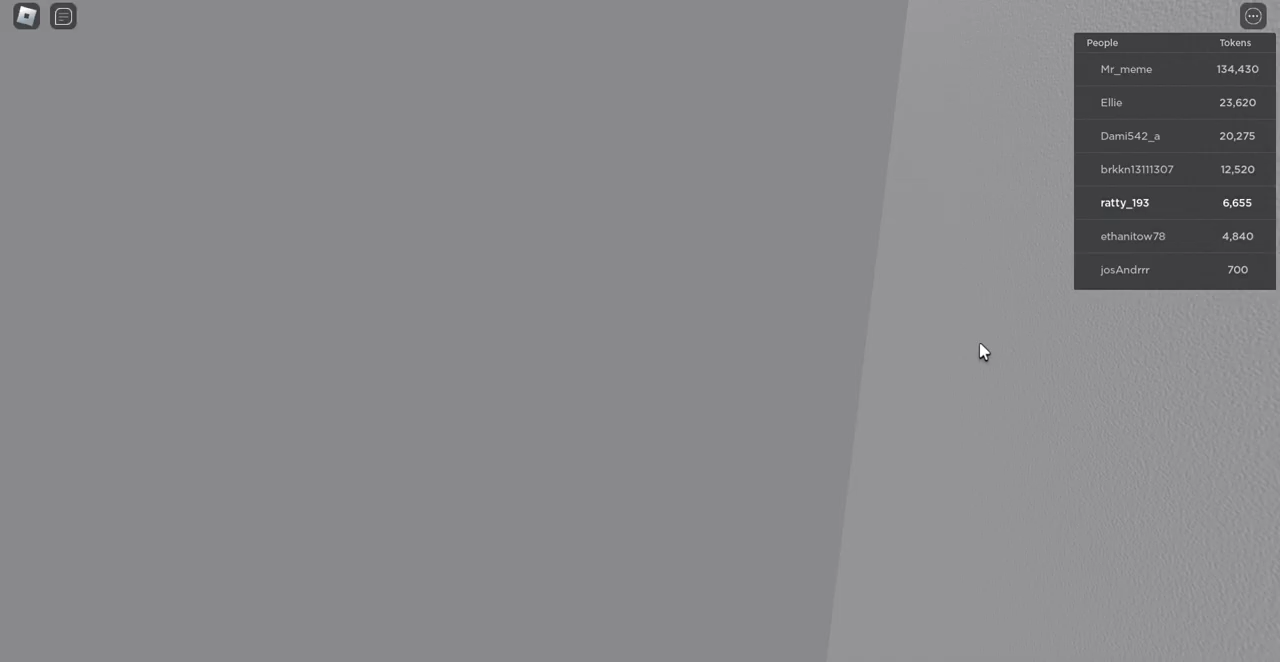 People Tokens
Mr_meme 134,430
Ellie 23,620
Dami542_a 20,275
brkkn13111307 12,520
ratty_193 6,655
ethanitow78 4,840
josAndrrr 700